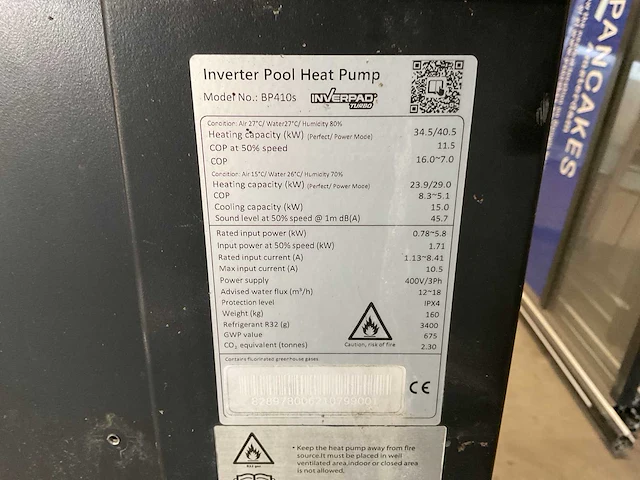 Inverter Pool Heat Pump
Model No.: BP410s INVERPAD® TURBO
Condition: Air 27°C/ Water27°C/ Humidity 80%
Heating capacity (kW) (Perfect/ Power Mode) 34.5/40.5
COP at 50% speed 11.5
COP 16.0~7.0
Condition: Air 15°C/ Water 26°C/ Humidity 70%
Heating capacity (kW) (Perfect/ Power Mode) 23.9/29.0
COP 8.3~5.1
Cooling capacity (kW) 15.0
Sound level at 50% speed @ 1m dB(A) 45.7
Rated input power (kW) 0.78~5.8
Input power at 50% speed (kW) 1.71
Rated input current (A) 1.13~8.41
Max input current (A) 10.5
Power supply 400V/3Ph
Advised water flux (m³/h) 12~18
Protection level IPX4
Weight (kg) 160
Refrigerant R32 (g) 3400
GWP value 675
CO₂ equivalent (tonnes) 2.30
Caution, risk of fire
Contains fluorinated greenhouse gases
CE
• Keep the heat pump away from fire
source.It must be placed in well
ventilated area,indoor or closed area
is not allowed.
R32 gas
PANCAKES